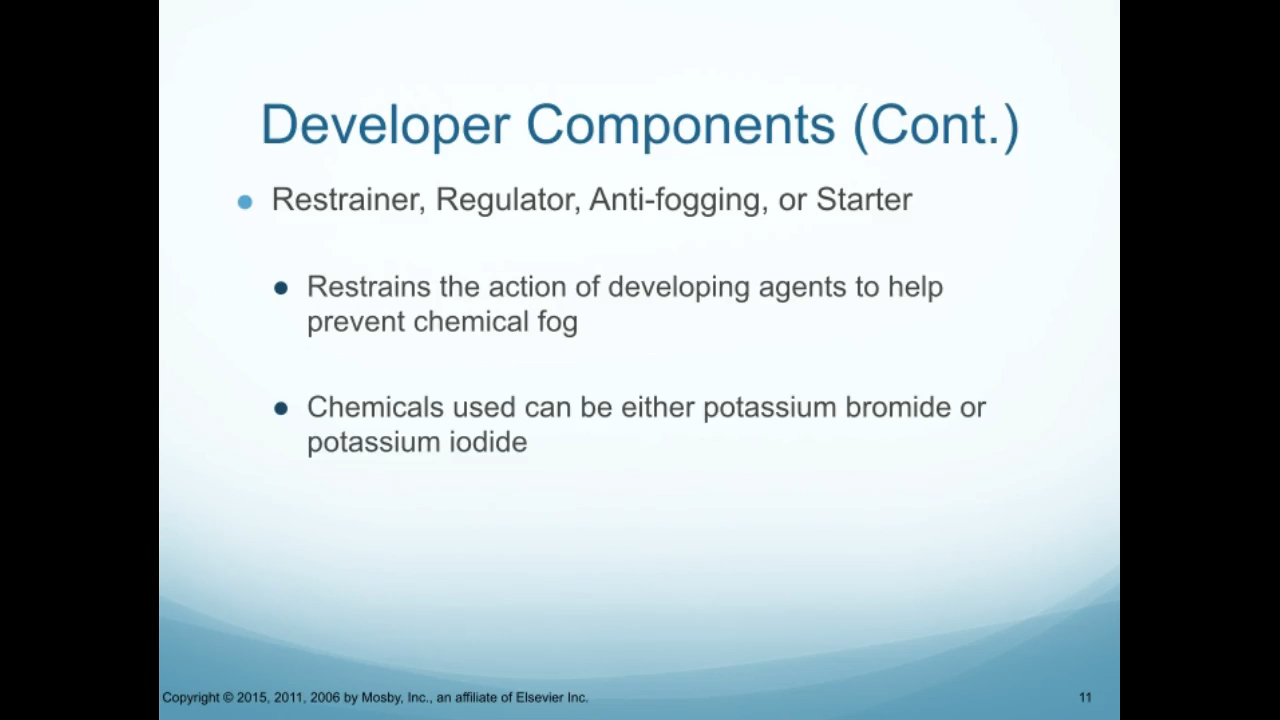 Developer Components (Cont.)
Restrainer, Regulator, Anti-fogging, or Starter
Restrains the action of developing agents to help
prevent chemical fog
Chemicals used can be either potassium bromide or
potassium iodide
Copyright © 2015, 2011, 2006 by Mosby, Inc., an affiliate of Elsevier Inc.
11